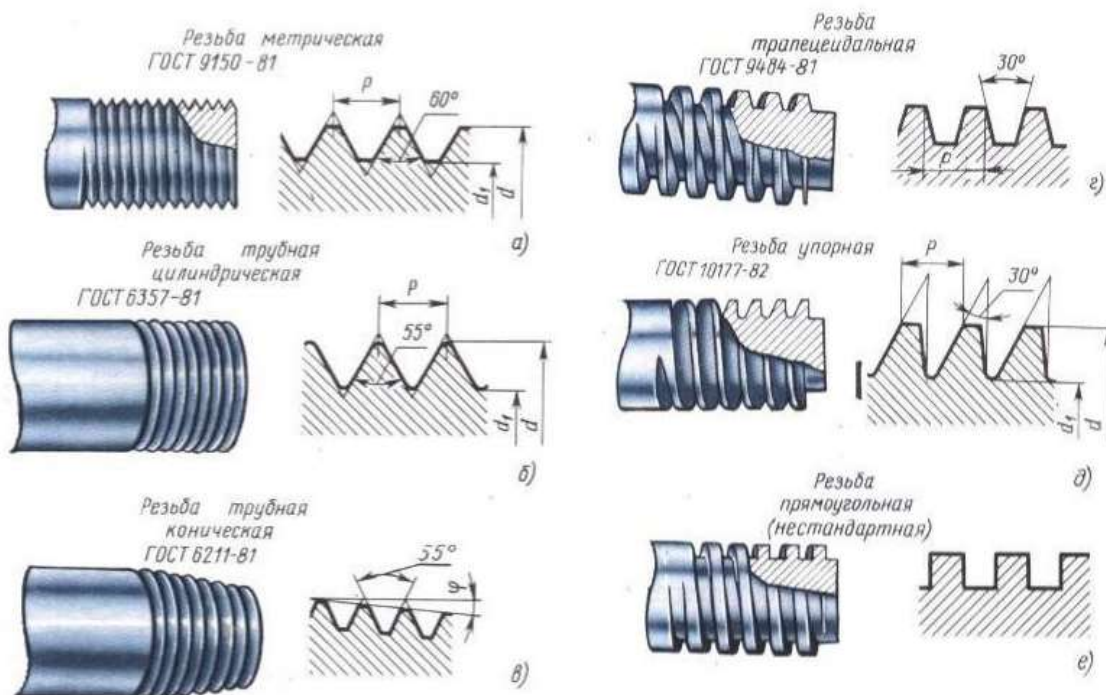 Резьба метрическая
ГОСТ 9150-81
P
60°
d₁
d
а)
Резьба трубная
цилиндрическая
ГОСТ 6357-81
P
55°
d₁
d
б)
Резьба трубная
коническая
ГОСТ 6211-81
55°
φ
в)
Резьба
трапецеидальная
ГОСТ 9484-81
30°
P
г)
Резьба упорная
ГОСТ 10177-82
P
30°
d₁
d
д)
Резьба
прямоугольная
(нестандартная)
е)